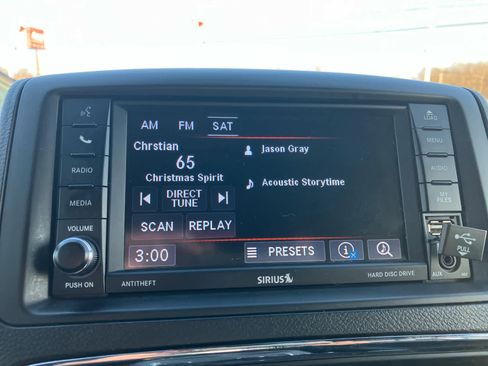 AM FM SAT
Chrstian
65
Christmas Spirit
Jason Gray
Acoustic Storytime
DIRECT
TUNE
SCAN REPLAY
3:00 PRESETS
RADIO
MEDIA
VOLUME
PUSH ON
LOAD
MENU
AUDIO
MY
FILES
PULL
AUX
ANTITHEFT SIRIUS HARD DISC DRIVE